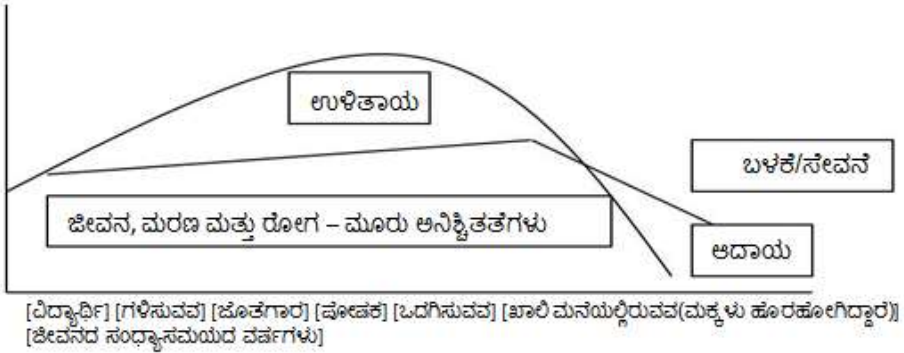 ಉಳಿತಾಯ
ಬಳಕೆ/ಸೇವನೆ
ಜೀವನ, ಮರಣ ಮತ್ತು ರೋಗ – ಮೂರು ಅನಿಶ್ಚಿತತೆಗಳು
ಆದಾಯ
[ವಿದ್ಯಾರ್ಥಿ] [ಗಳಿಸುವವ] [ಜೊತೆಗಾರ] [ಪೋಷಕ] [ಒದಗಿಸುವವ] [ಖಾಲಿ ಮನೆಯಲ್ಲಿರುವವ(ಮಕ್ಕಳು ಹೊರಹೋಗಿದ್ದಾರೆ)]
[ಜೀವನದ ಸಂಧ್ಯಾಸಮಯದ ವರ್ಷಗಳು]